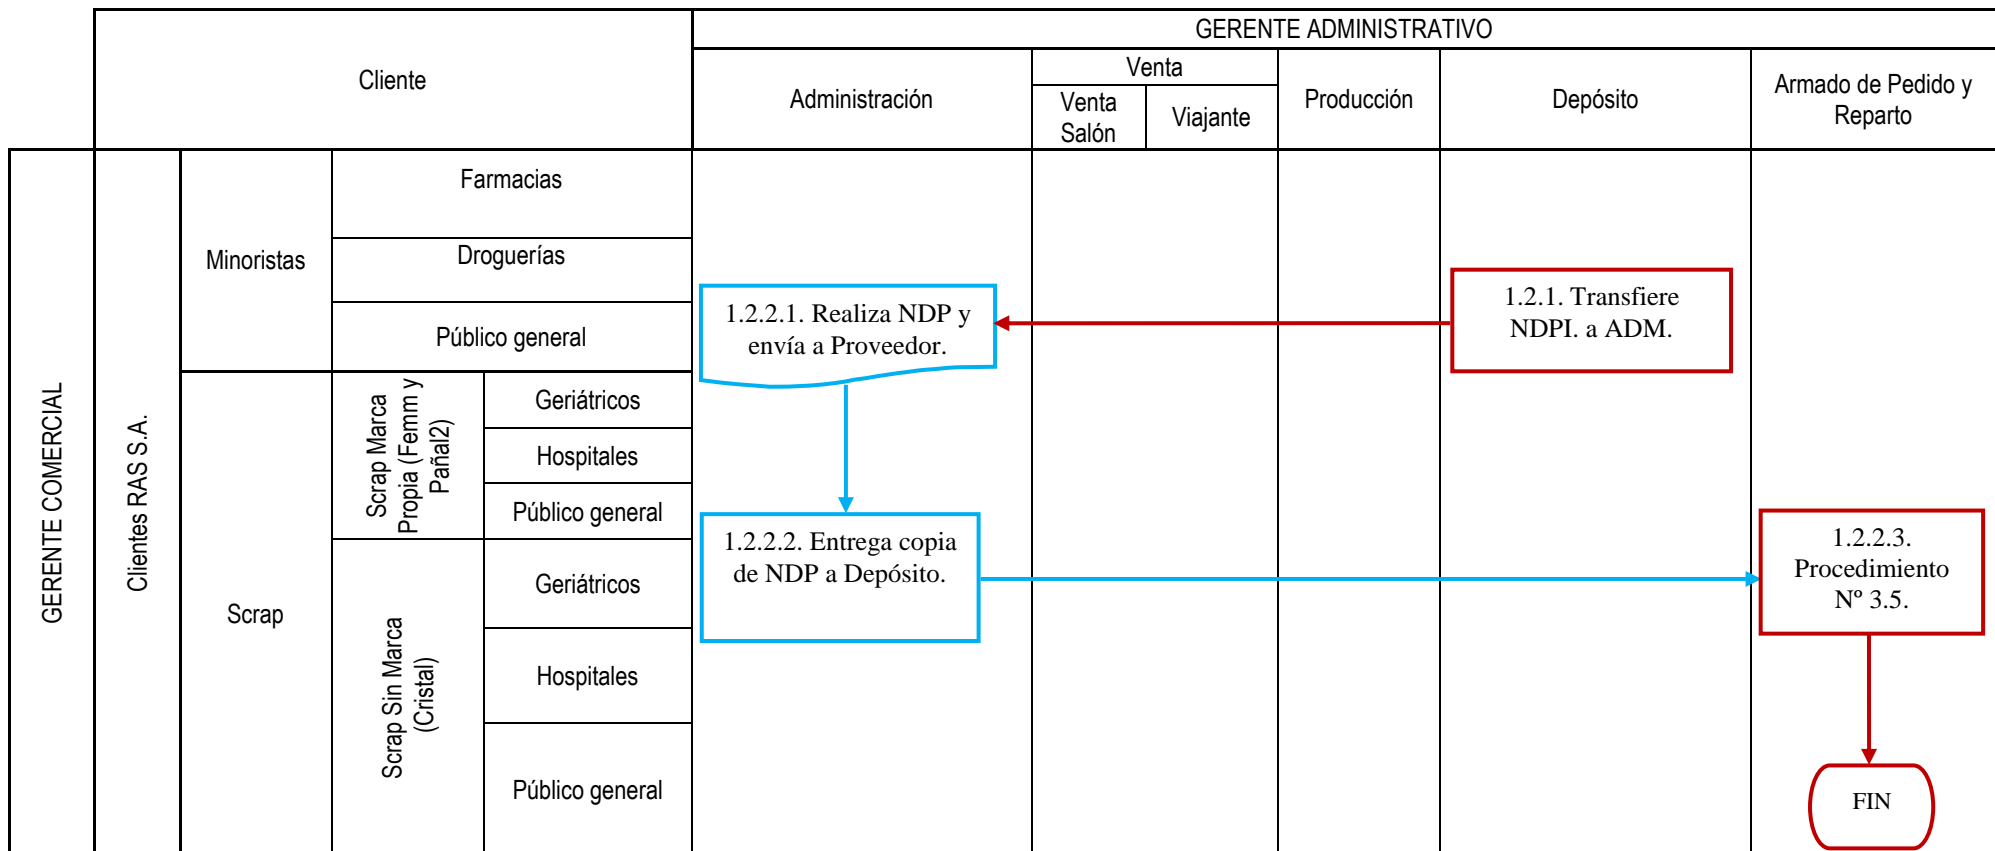 GERENTE ADMINISTRATIVO
Cliente
Administración
Venta
Venta
Salón
Viajante
Producción
Depósito
Armado de Pedido y
Reparto
GERENTE COMERCIAL
Clientes RAS S.A.
Minoristas
Farmacias
Droguerías
Público general
Scrap
Scrap Marca
Propia (Femm y
Pañal2)
Geriátricos
Hospitales
Público general
Scrap Sin Marca
(Cristal)
Geriátricos
Hospitales
Público general
1.2.1. Transfiere
NDPI. a ADM.
1.2.2.1. Realiza NDP y
envía a Proveedor.
1.2.2.2. Entrega copia
de NDP a Depósito.
1.2.2.3.
Procedimiento
Nº 3.5.
FIN